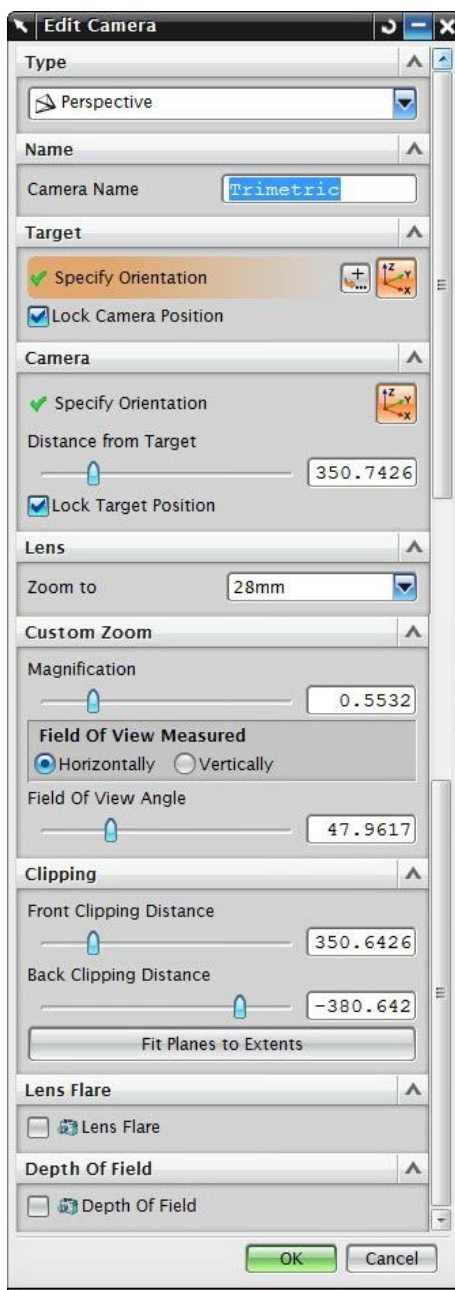 Edit Camera
Type
Perspective
Name
Camera Name Trimetric
Target
Specify Orientation
Lock Camera Position
Camera
Specify Orientation
Distance from Target
350.7426
Lock Target Position
Lens
Zoom to 28mm
Custom Zoom
Magnification
0.5532
Field Of View Measured
Horizontally Vertically
Field Of View Angle
47.9617
Clipping
Front Clipping Distance
350.6426
Back Clipping Distance
-380.642
Fit Planes to Extents
Lens Flare
Lens Flare
Depth Of Field
Depth Of Field
OK Cancel